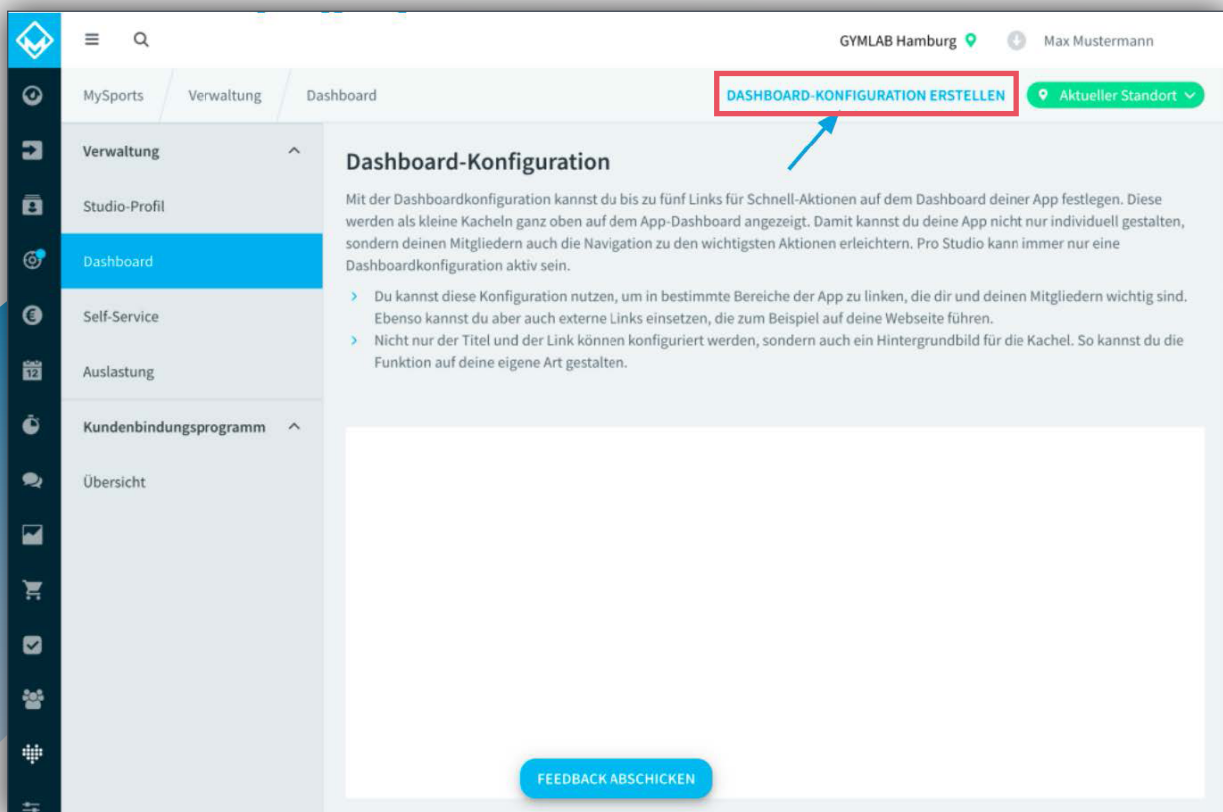 GYMLAB Hamburg
Max Mustermann
MySports
Verwaltung
Dashboard
DASHBOARD-KONFIGURATION ERSTELLEN
Aktueller Standort
Verwaltung
Studio-Profil
Dashboard
Self-Service
Auslastung
Kundenbindungsprogramm
Übersicht
12
Dashboard-Konfiguration
Mit der Dashboardkonfiguration kannst du bis zu fünf Links für Schnell-Aktionen auf dem Dashboard deiner App festlegen. Diese
werden als kleine Kacheln ganz oben auf dem App-Dashboard angezeigt. Damit kannst du deine App nicht nur individuell gestalten,
sondern deinen Mitgliedern auch die Navigation zu den wichtigsten Aktionen erleichtern. Pro Studio kann immer nur eine
Dashboardkonfiguration aktiv sein.
Du kannst diese Konfiguration nutzen, um in bestimmte Bereiche der App zu linken, die dir und deinen Mitgliedern wichtig sind.
Ebenso kannst du aber auch externe Links einsetzen, die zum Beispiel auf deine Webseite führen.
Nicht nur der Titel und der Link können konfiguriert werden, sondern auch ein Hintergrundbild für die Kachel. So kannst du die
Funktion auf deine eigene Art gestalten.
FEEDBACK ABSCHICKEN